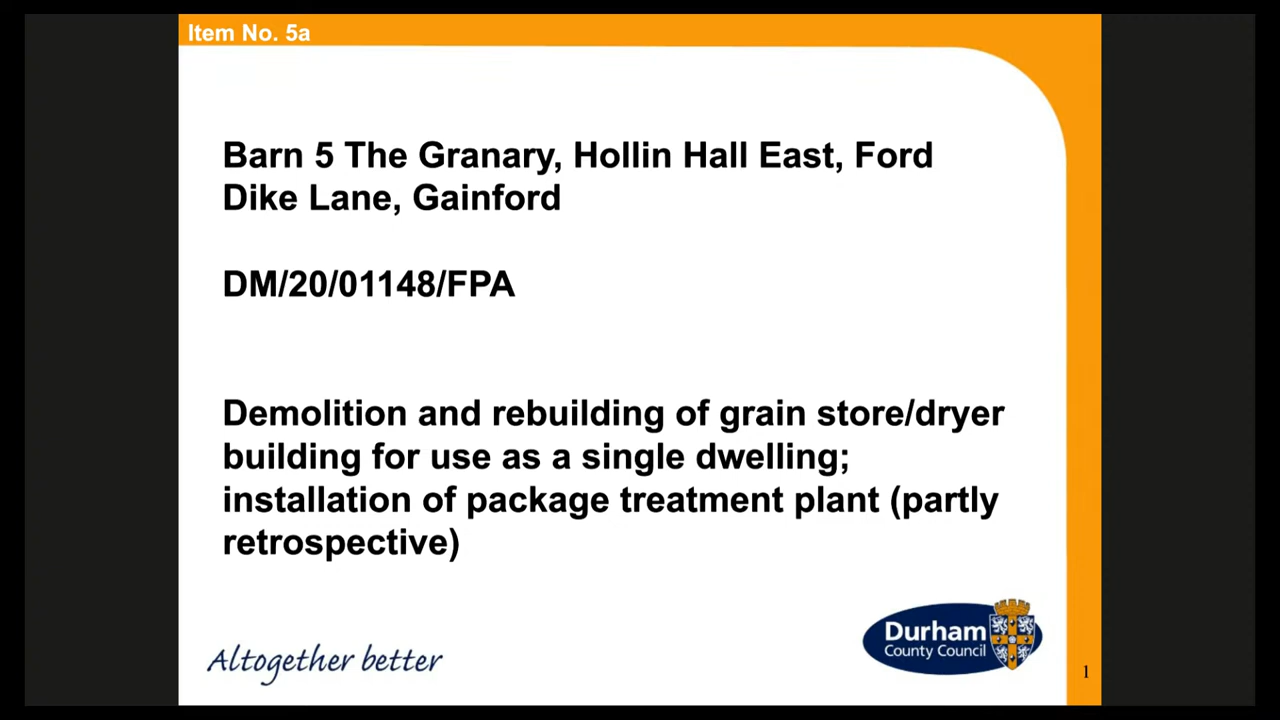 Item No. 5a
Barn 5 The Granary, Hollin Hall East, Ford
Dike Lane, Gainford
DM/20/01148/FPA
Demolition and rebuilding of grain store/dryer
building for use as a single dwelling;
installation of package treatment plant (partly
retrospective)
Altogether better
Durham
County Council
1